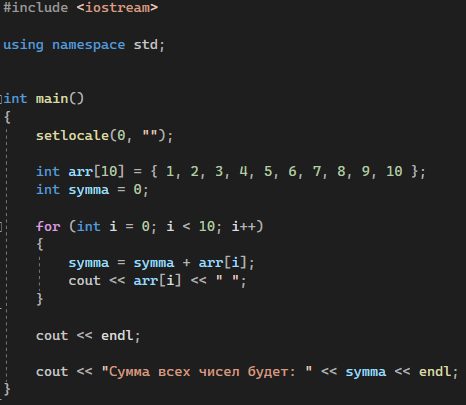 #include <iostream>
using namespace std;
int main()
{
setlocale(0, "");
int arr[10] = { 1, 2, 3, 4, 5, 6, 7, 8, 9, 10 };
int symma = 0;
for (int i = 0; i < 10; i++)
{
symma = symma + arr[i];
cout << arr[i] << " ";
}
cout << endl;
cout << "Сумма всех чисел будет: " << symma << endl;
}